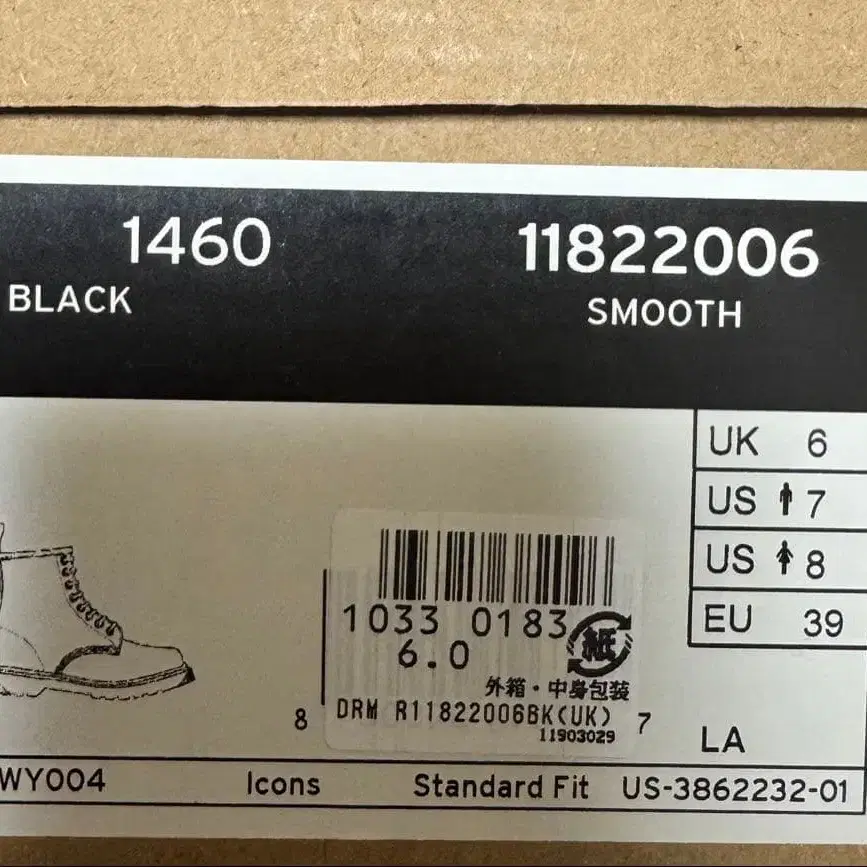 1460
11822006
BLACK
SMOOTH
UK 6
US 7
US 8
EU 39
1033 0183
6.0
紙
外箱・中身包装
DRM R11822006BK(UK)
11903029
8
7
LA
WY004
Icons
Standard Fit
US-3862232-01